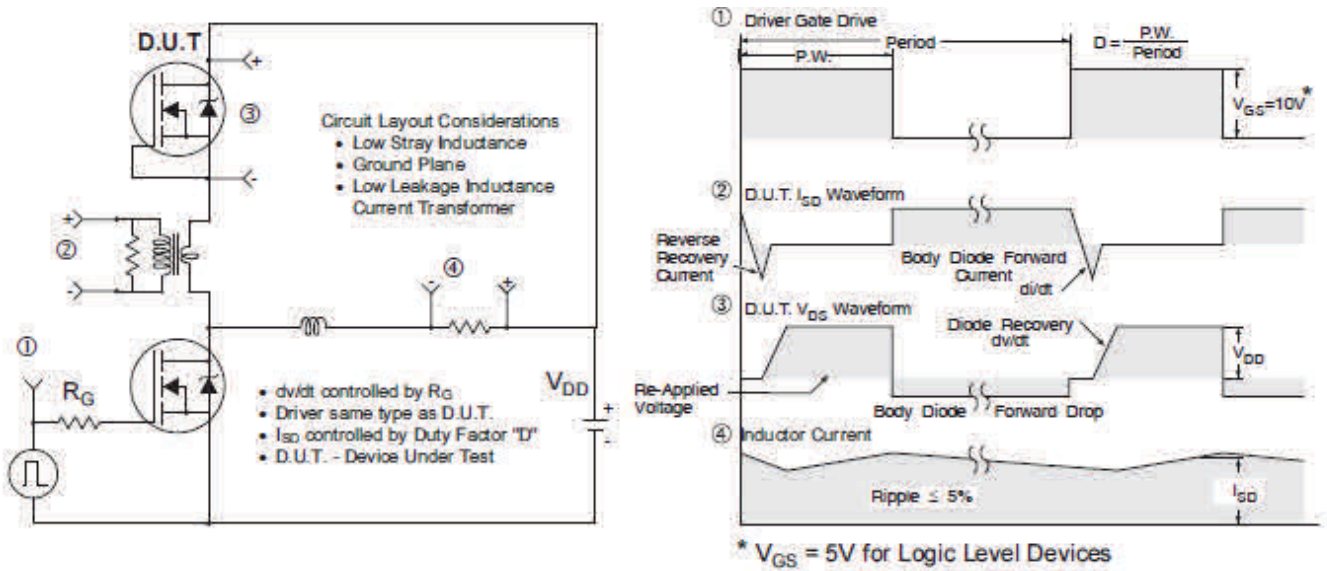 D.U.T
+
③
-
Circuit Layout Considerations
• Low Stray Inductance
• Ground Plane
• Low Leakage Inductance
Current Transformer
+
②
-
④
-
+
①
R_G
• dv/dt controlled by R_G
• Driver same type as D.U.T.
• I_SD controlled by Duty Factor "D"
• D.U.T. - Device Under Test
V_DD
+
-
① Driver Gate Drive
Period
P.W.
D = P.W.
Period
V_GS=10V*
② D.U.T. I_SD Waveform
Reverse
Recovery
Current
Body Diode Forward
Current
di/dt
③ D.U.T. V_DS Waveform
Diode Recovery
dv/dt
V_DD
Re-Applied
Voltage
Body Diode Forward Drop
④ Inductor Current
Ripple ≤ 5%
I_SD
* V_GS = 5V for Logic Level Devices